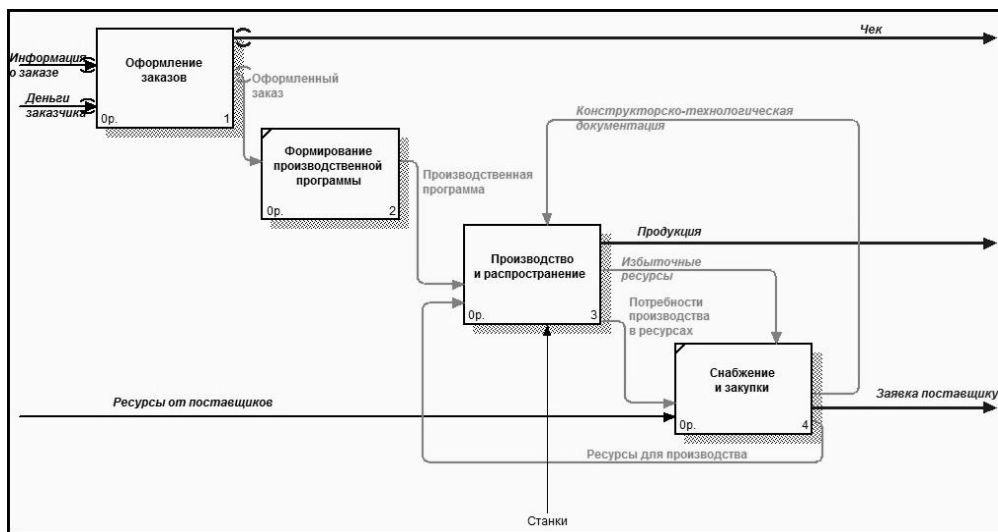 Чек
Информация
о заказе
Деньги
заказчика
Оформление
заказов
0р.
1
Оформленный
заказ
Конструкторско-технологическая
документация
Формирование
производственной
программы
0р.
2
Производственная
программа
Производство
и распространение
0р.
3
Продукция
Избыточные
ресурсы
Потребности
производства
в ресурсах
Снабжение
и закупки
0р.
4
Ресурсы от поставщиков
Заявка поставщику
Ресурсы для производства
Станки